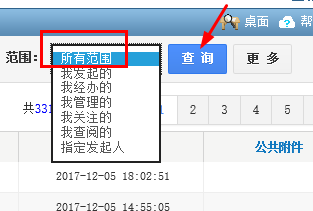 桌面
范围: 所有范围 查 询 更 多
我发起的
我经办的
我管理的
我关注的
我查阅的
指定发起人
共331
2 3 4 5
公共附件
2017-12-05 18:02:51
2017-12-05 14:55:05